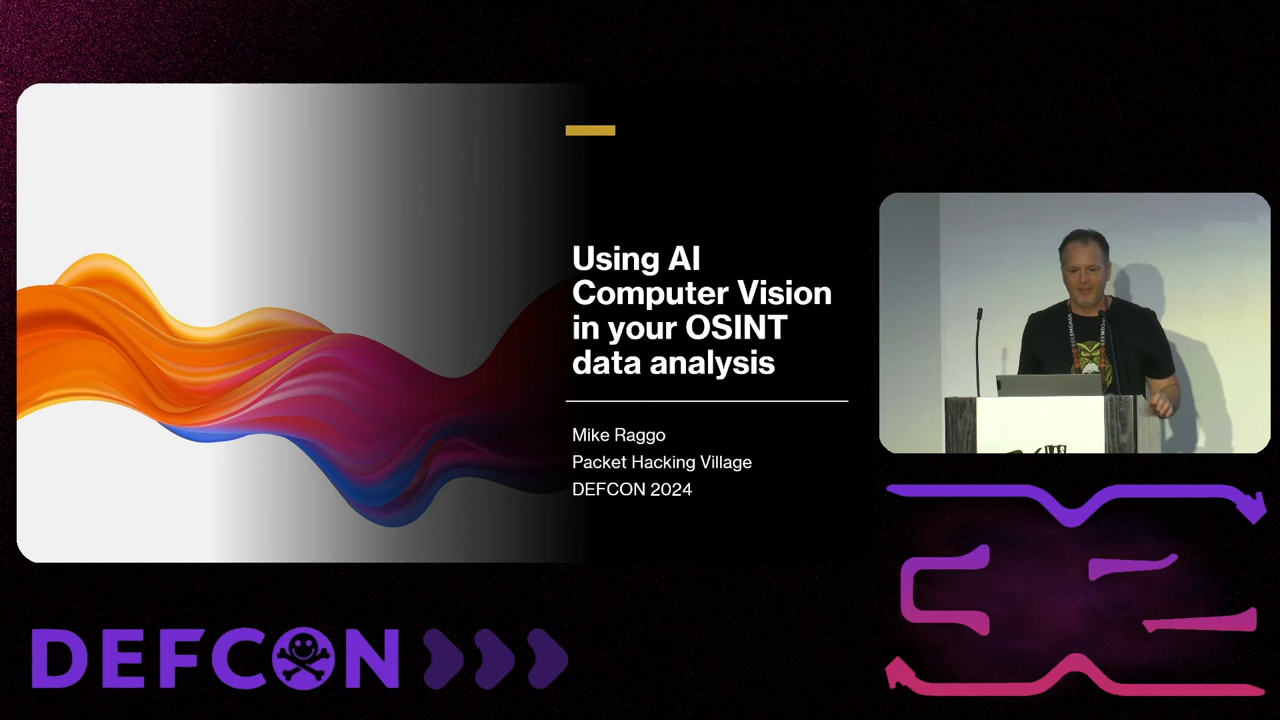 Using AI
Computer Vision
in your OSINT
data analysis
Mike Raggo
Packet Hacking Village
DEFCON 2024
DEFCON